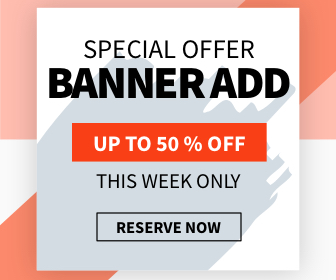 SPECIAL OFFER
BANNER ADD
UP TO 50 % OFF
THIS WEEK ONLY
RESERVE NOW